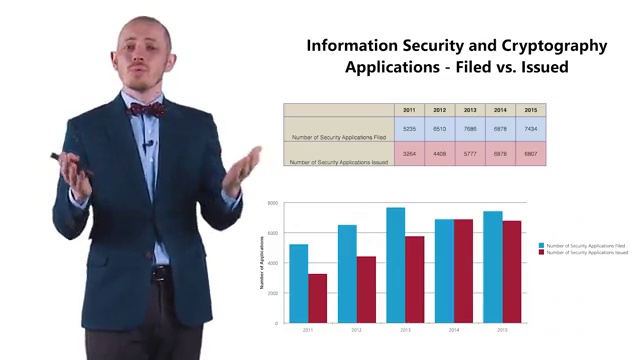 Information Security and Cryptography
Applications - Filed vs. Issued
2011 2012 2013 2014 2015
Number of Security Applications Filed 5235 6510 7686 6878 7434
Number of Security Applications Issued 3264 4409 5777 6878 6807
8000
6000
4000
2000
0
Number of Applications
2011 2012 2013 2014 2015
Number of Security Applications Filed
Number of Security Applications Issued